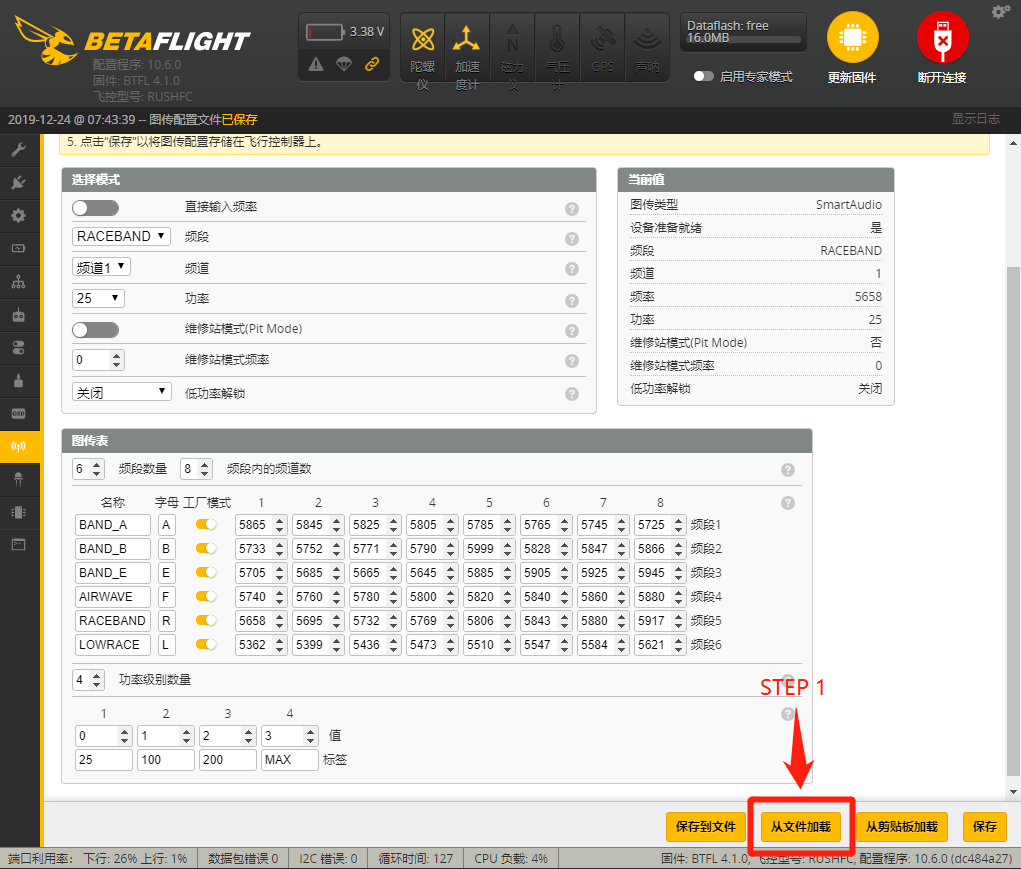 BETAFLIGHT
配置程序: 10.6.0
固件: BTFL 4.1.0
飞控型号: RUSHFC
3.38 V
陀螺仪
加速度计
磁力仪
气压计
GPS
声呐
Dataflash: free
16.0MB
启用专家模式
更新固件
断开连接
2019-12-24 @ 07:43:39 -- 图传配置文件已保存
显示日志
5. 点击“保存”以将图传配置存储在飞行控制器上。
选择模式
直接输入频率
RACEBAND 频段
频道1 频道
25 功率
维修站模式(Pit Mode)
0 维修站模式频率
关闭 低功率解锁
当前值
图传类型 SmartAudio
设备准备就绪 是
频段 RACEBAND
频道 1
频率 5658
功率 25
维修站模式(Pit Mode) 否
维修站模式频率 0
低功率解锁 关闭
OSD
图传表
6 频段数量 8 频段内的频道数
名称 字母 工厂模式 1 2 3 4 5 6 7 8
BAND_A A 5865 5845 5825 5805 5785 5765 5745 5725 频段1
BAND_B B 5733 5752 5771 5790 5999 5828 5847 5866 频段2
BAND_E E 5705 5685 5665 5645 5885 5905 5925 5945 频段3
AIRWAVE F 5740 5760 5780 5800 5820 5840 5860 5880 频段4
RACEBAND R 5658 5695 5732 5769 5806 5843 5880 5917 频段5
LOWRACE L 5362 5399 5436 5473 5510 5547 5584 5621 频段6
4 功率级别数量
STEP 1
1 2 3 4
0 1 2 3 值
25 100 200 MAX 标签
保存到文件 从文件加载 从剪贴板加载 保存
端口利用率: 下行: 26% 上行: 1% 数据包错误 0 I2C 错误: 0 循环时间: 127 CPU 负载: 4% 固件: BTFL 4.1.0, 飞控型号: RUSHFC, 配置程序: 10.6.0 (dc484a27)